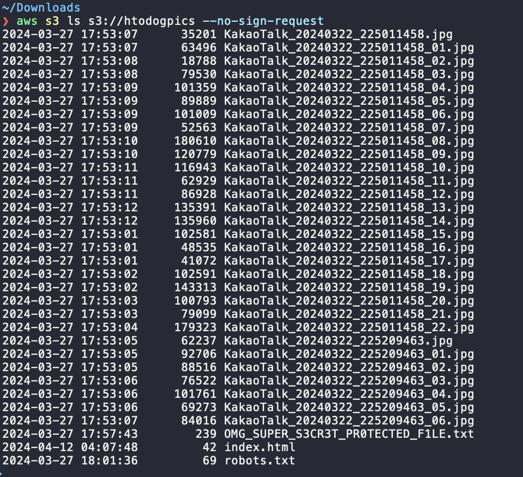 ~/Downloads
❯ aws s3 ls s3://htodogpics --no-sign-request
2024-03-27 17:53:07      35201 KakaoTalk_20240322_225011458.jpg
2024-03-27 17:53:07      63496 KakaoTalk_20240322_225011458_01.jpg
2024-03-27 17:53:08      18788 KakaoTalk_20240322_225011458_02.jpg
2024-03-27 17:53:08      79530 KakaoTalk_20240322_225011458_03.jpg
2024-03-27 17:53:09     101359 KakaoTalk_20240322_225011458_04.jpg
2024-03-27 17:53:09      89889 KakaoTalk_20240322_225011458_05.jpg
2024-03-27 17:53:09     101009 KakaoTalk_20240322_225011458_06.jpg
2024-03-27 17:53:09      52563 KakaoTalk_20240322_225011458_07.jpg
2024-03-27 17:53:10     180610 KakaoTalk_20240322_225011458_08.jpg
2024-03-27 17:53:10     120779 KakaoTalk_20240322_225011458_09.jpg
2024-03-27 17:53:11     116943 KakaoTalk_20240322_225011458_10.jpg
2024-03-27 17:53:11      62929 KakaoTalk_20240322_225011458_11.jpg
2024-03-27 17:53:11      86928 KakaoTalk_20240322_225011458_12.jpg
2024-03-27 17:53:12     135391 KakaoTalk_20240322_225011458_13.jpg
2024-03-27 17:53:12     135960 KakaoTalk_20240322_225011458_14.jpg
2024-03-27 17:53:01     102581 KakaoTalk_20240322_225011458_15.jpg
2024-03-27 17:53:01      48535 KakaoTalk_20240322_225011458_16.jpg
2024-03-27 17:53:01      41072 KakaoTalk_20240322_225011458_17.jpg
2024-03-27 17:53:02     102591 KakaoTalk_20240322_225011458_18.jpg
2024-03-27 17:53:02     143313 KakaoTalk_20240322_225011458_19.jpg
2024-03-27 17:53:03     100793 KakaoTalk_20240322_225011458_20.jpg
2024-03-27 17:53:03      79099 KakaoTalk_20240322_225011458_21.jpg
2024-03-27 17:53:04     179323 KakaoTalk_20240322_225011458_22.jpg
2024-03-27 17:53:05      62237 KakaoTalk_20240322_225209463.jpg
2024-03-27 17:53:05      92706 KakaoTalk_20240322_225209463_01.jpg
2024-03-27 17:53:05      88516 KakaoTalk_20240322_225209463_02.jpg
2024-03-27 17:53:06      76522 KakaoTalk_20240322_225209463_03.jpg
2024-03-27 17:53:06     101761 KakaoTalk_20240322_225209463_04.jpg
2024-03-27 17:53:06      69273 KakaoTalk_20240322_225209463_05.jpg
2024-03-27 17:53:07      84016 KakaoTalk_20240322_225209463_06.jpg
2024-03-27 17:57:43        239 OMG_SUPER_S3CR3T_PR0TECTED_F1LE.txt
2024-04-12 04:07:48         42 index.html
2024-03-27 18:01:36         69 robots.txt